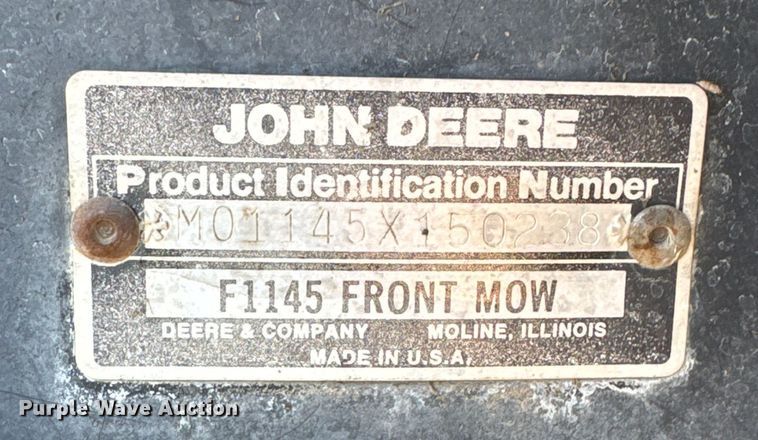 JOHN DEERE
Product Identification Number
*M01145X150238*
F1145 FRONT MOW
DEERE & COMPANY MOLINE, ILLINOIS
MADE IN U.S.A.
Purple Wave Auction